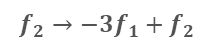 f₂ → −3f₁ + f₂